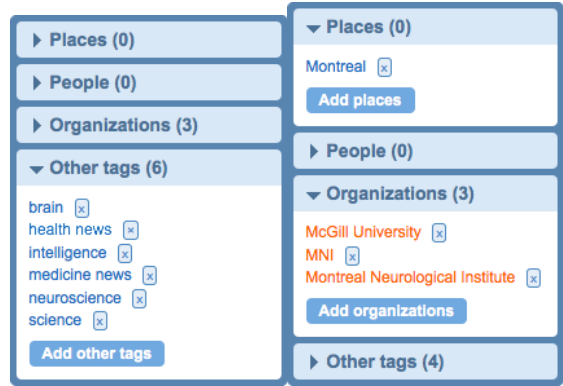 Places (0)
People (0)
Organizations (3)
Other tags (6)
brain x
health news x
intelligence x
medicine news x
neuroscience x
science x
Add other tags
Places (0)
Montreal x
Add places
People (0)
Organizations (3)
McGill University x
MNI x
Montreal Neurological Institute x
Add organizations
Other tags (4)